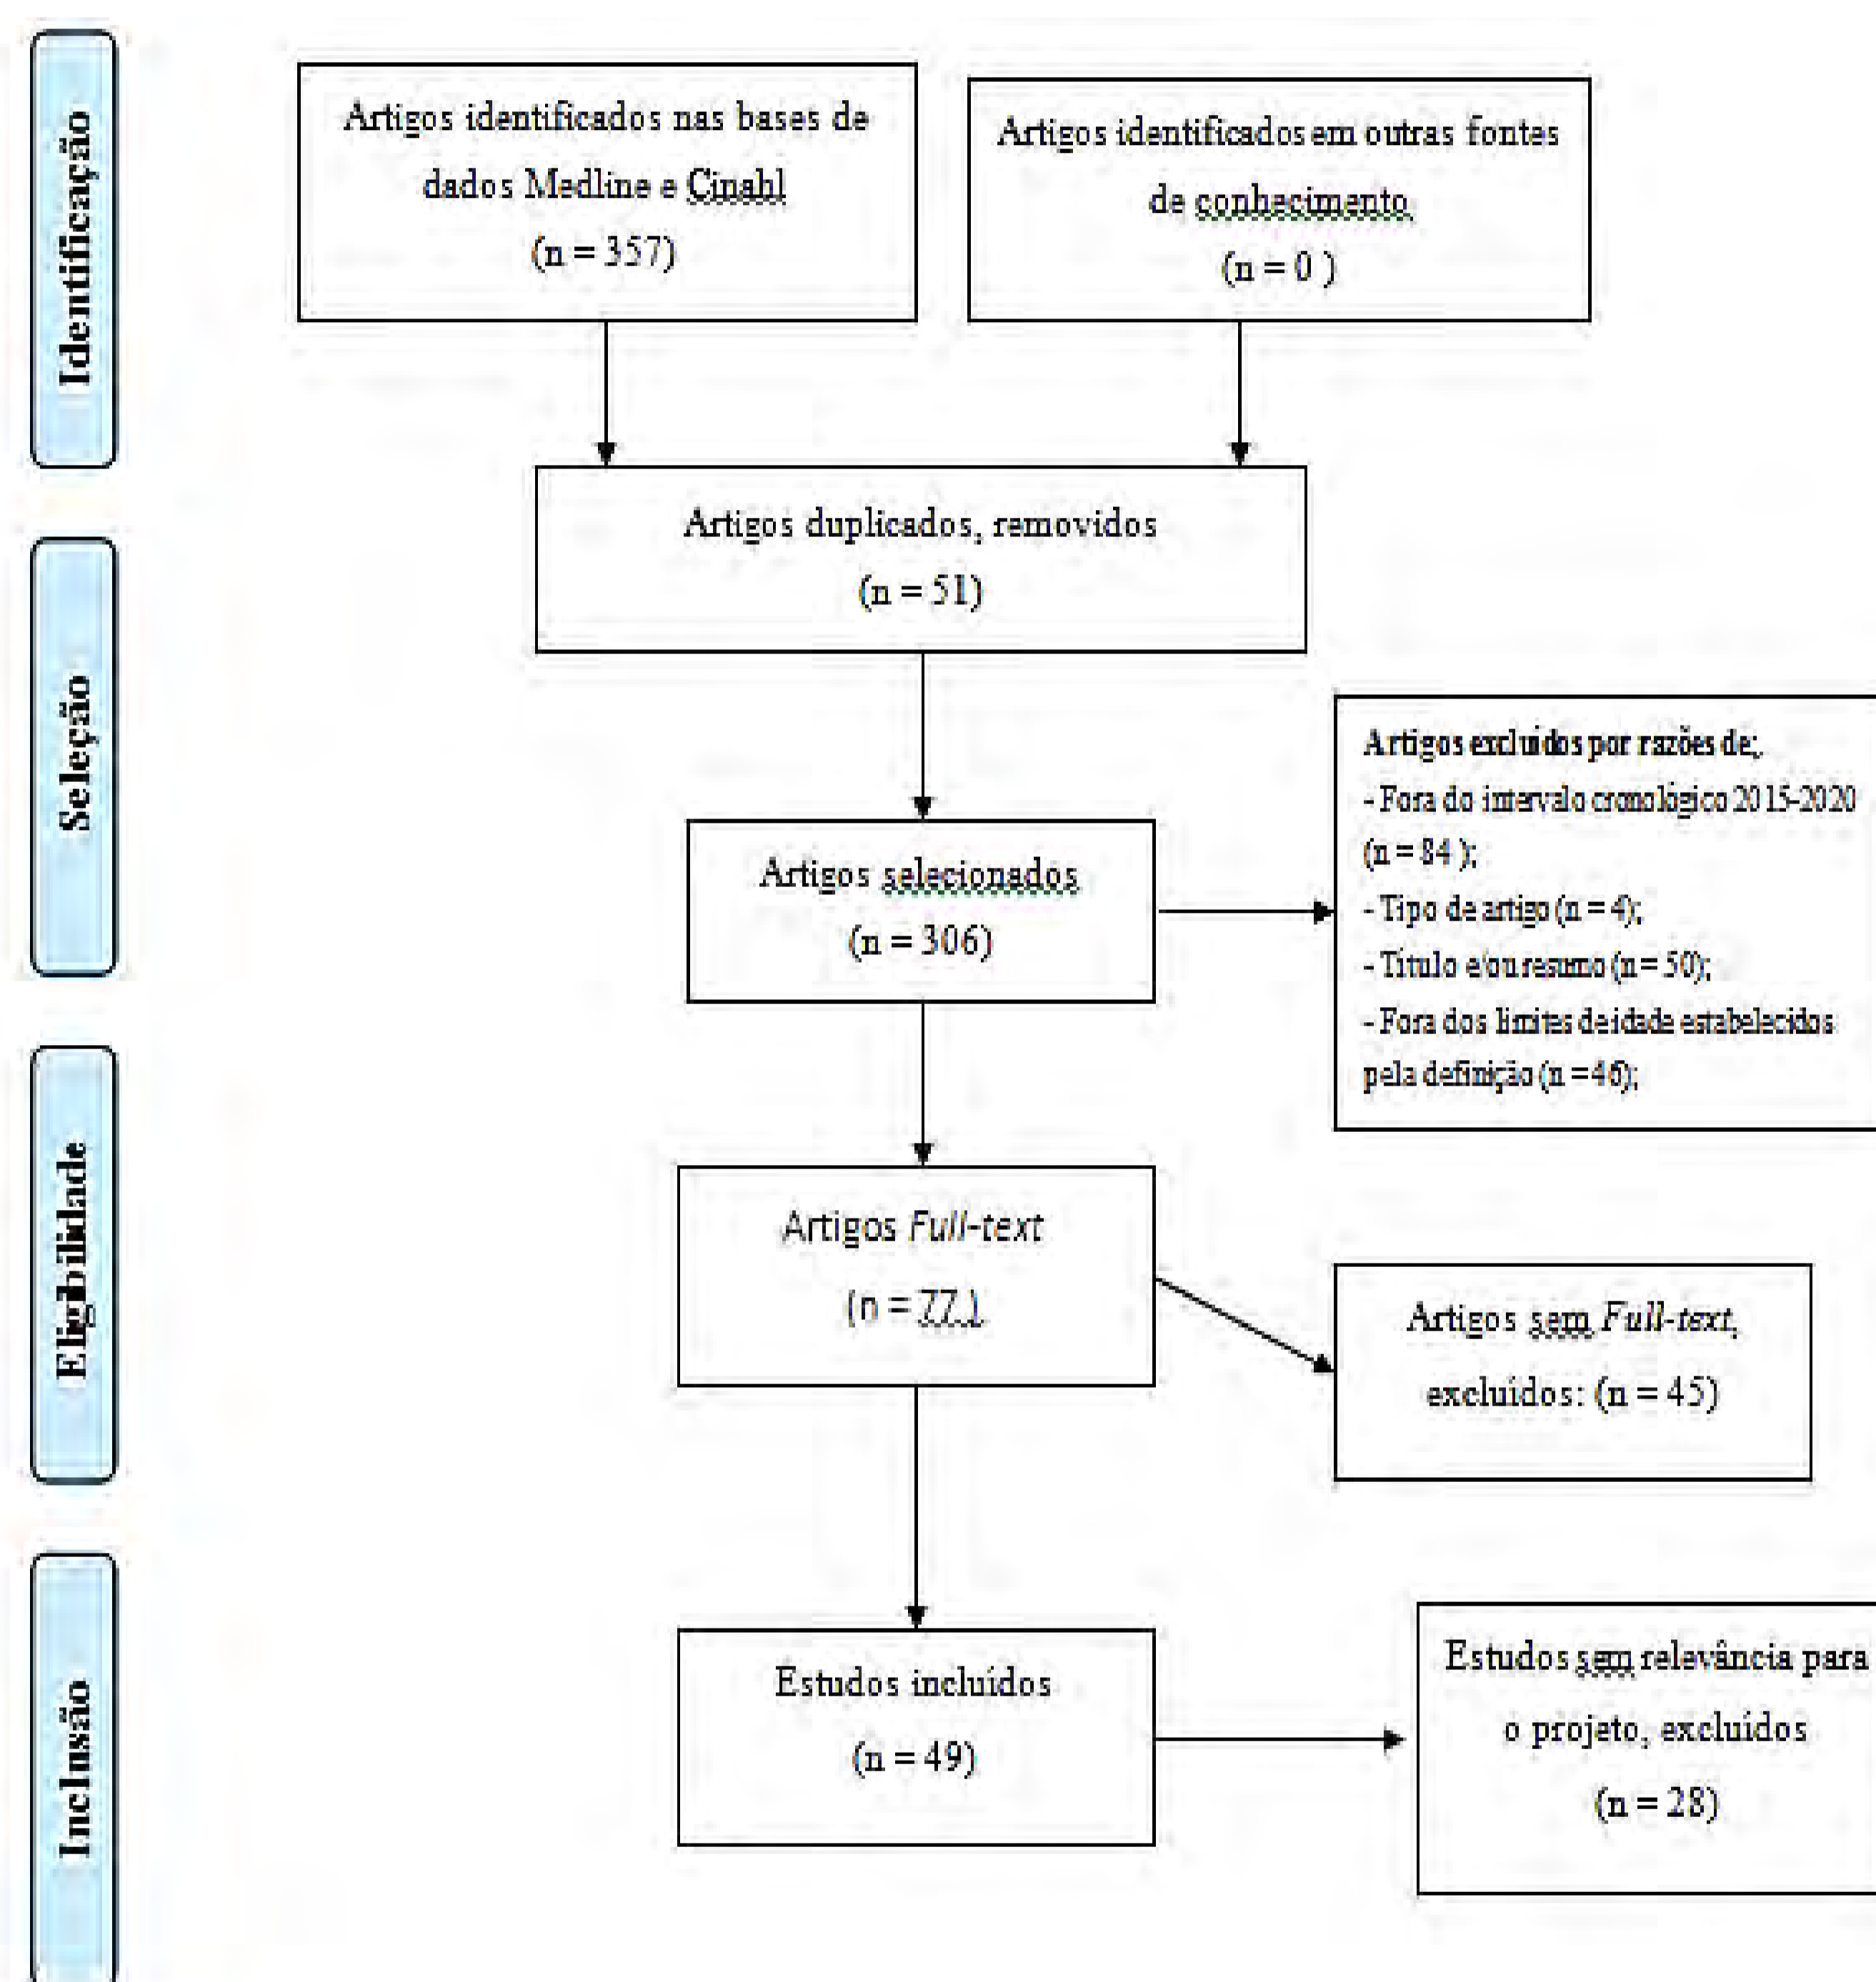 Identificação
Artigos identificados nas bases de
dados Medline e Cinahl
(n = 357)
Artigos identificados em outras fontes
de conhecimento
(n = 0 )
Artigos duplicados, removidos
(n = 51)
Seleção
Artigos selecionados
(n = 306)
Artigos excluídos por razões de:
- Fora do intervalo cronológico 2015-2020
(n = 84 );
- Tipo de artigo (n = 4);
- Título e/ou resumo (n = 50);
- Fora dos limites de idade estabelecidos
pela definição (n = 46);
Elegibilidade
Artigos Full-text
(n = 77 )
Artigos sem Full-text,
excluídos: (n = 45)
Inclusão
Estudos incluídos
(n = 49)
Estudos sem relevância para
o projeto, excluídos
(n = 28)